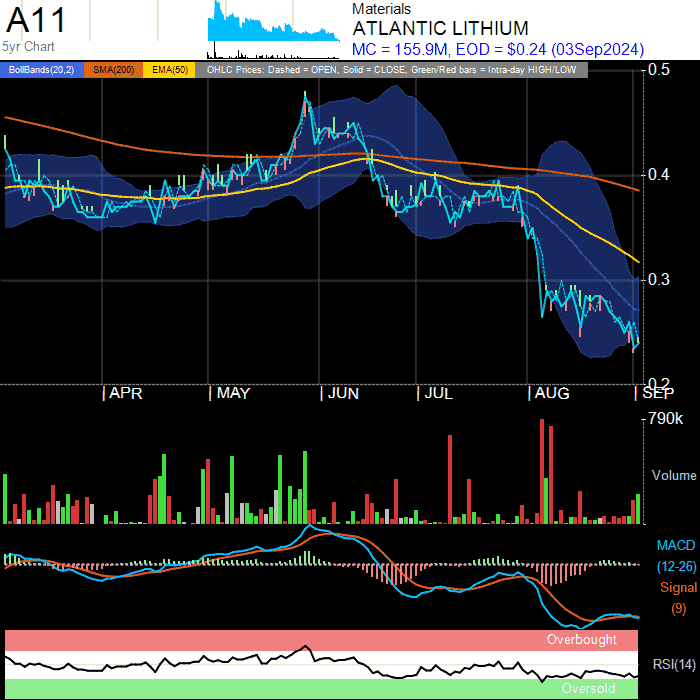 A11
5yr Chart
Materials
ATLANTIC LITHIUM
MC = 155.9M, EOD = $0.24 (03Sep2024)
BollBands(20,2) SMA(200) EMA(50) OHLC Prices: Dashed = OPEN, Solid = CLOSE, Green/Red bars = Intra-day HIGH/LOW
0.5
0.4
0.3
0.2
APR MAY JUN JUL AUG SEP
790k
Volume
MACD
(12-26)
Signal
(9)
Overbought
RSI(14)
Oversold